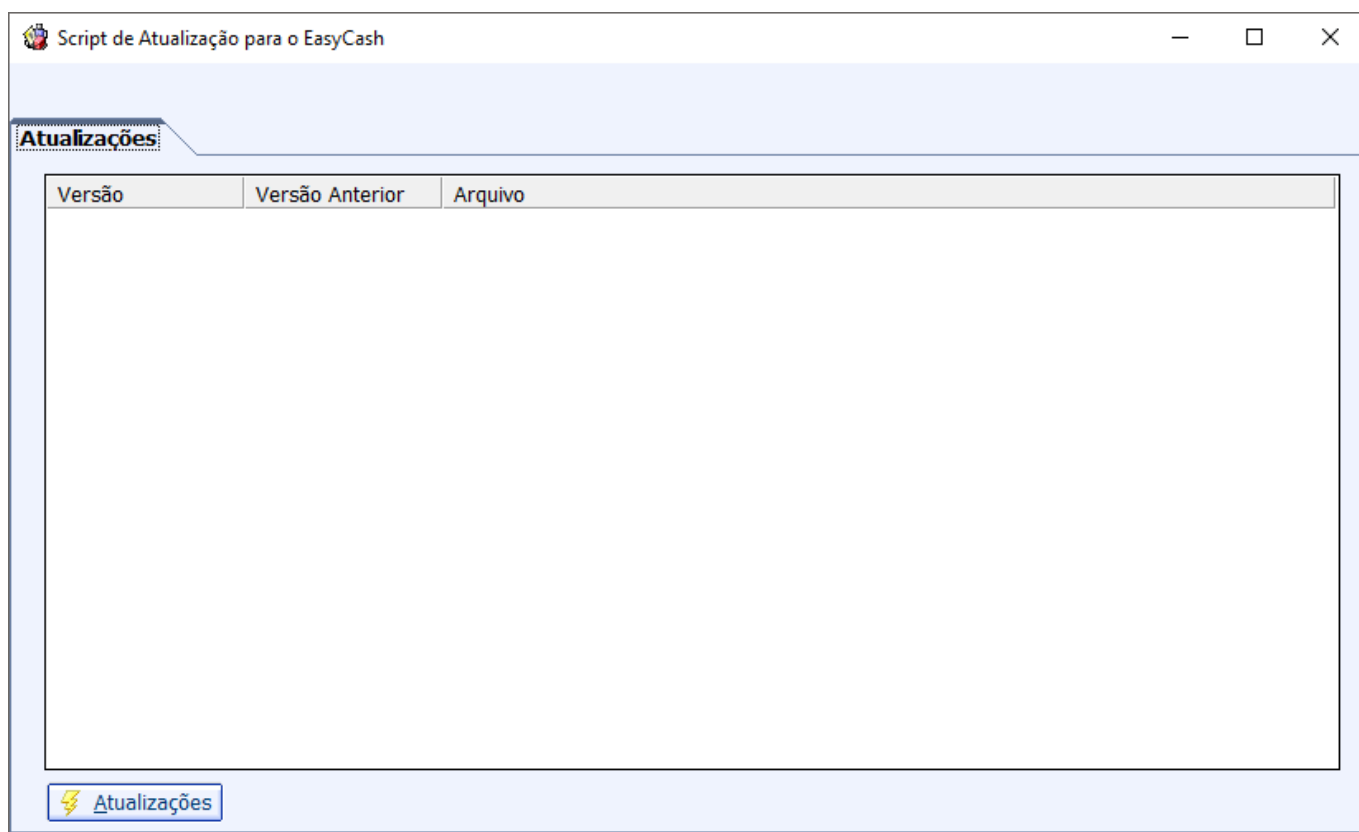 Script de Atualização para o EasyCash
Atualizações
Versão Versão Anterior Arquivo
Atualizações